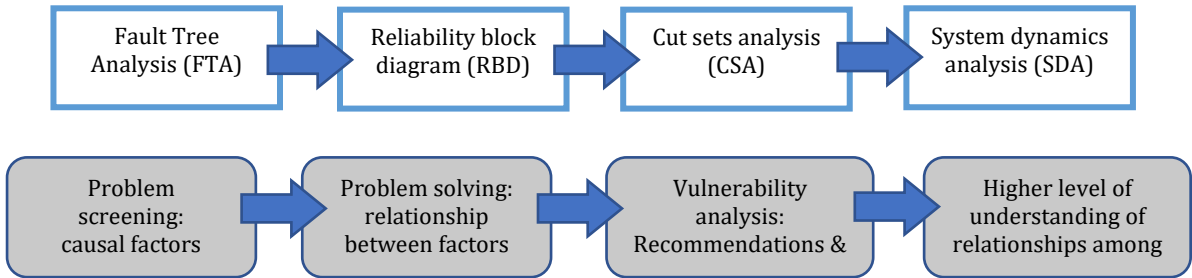 Fault Tree
Analysis (FTA)
Reliability block
diagram (RBD)
Cut sets analysis
(CSA)
System dynamics
analysis (SDA)
Problem
screening:
causal factors
Problem solving:
relationship
between factors
Vulnerability
analysis:
Recommendations &
Higher level of
understanding of
relationships among